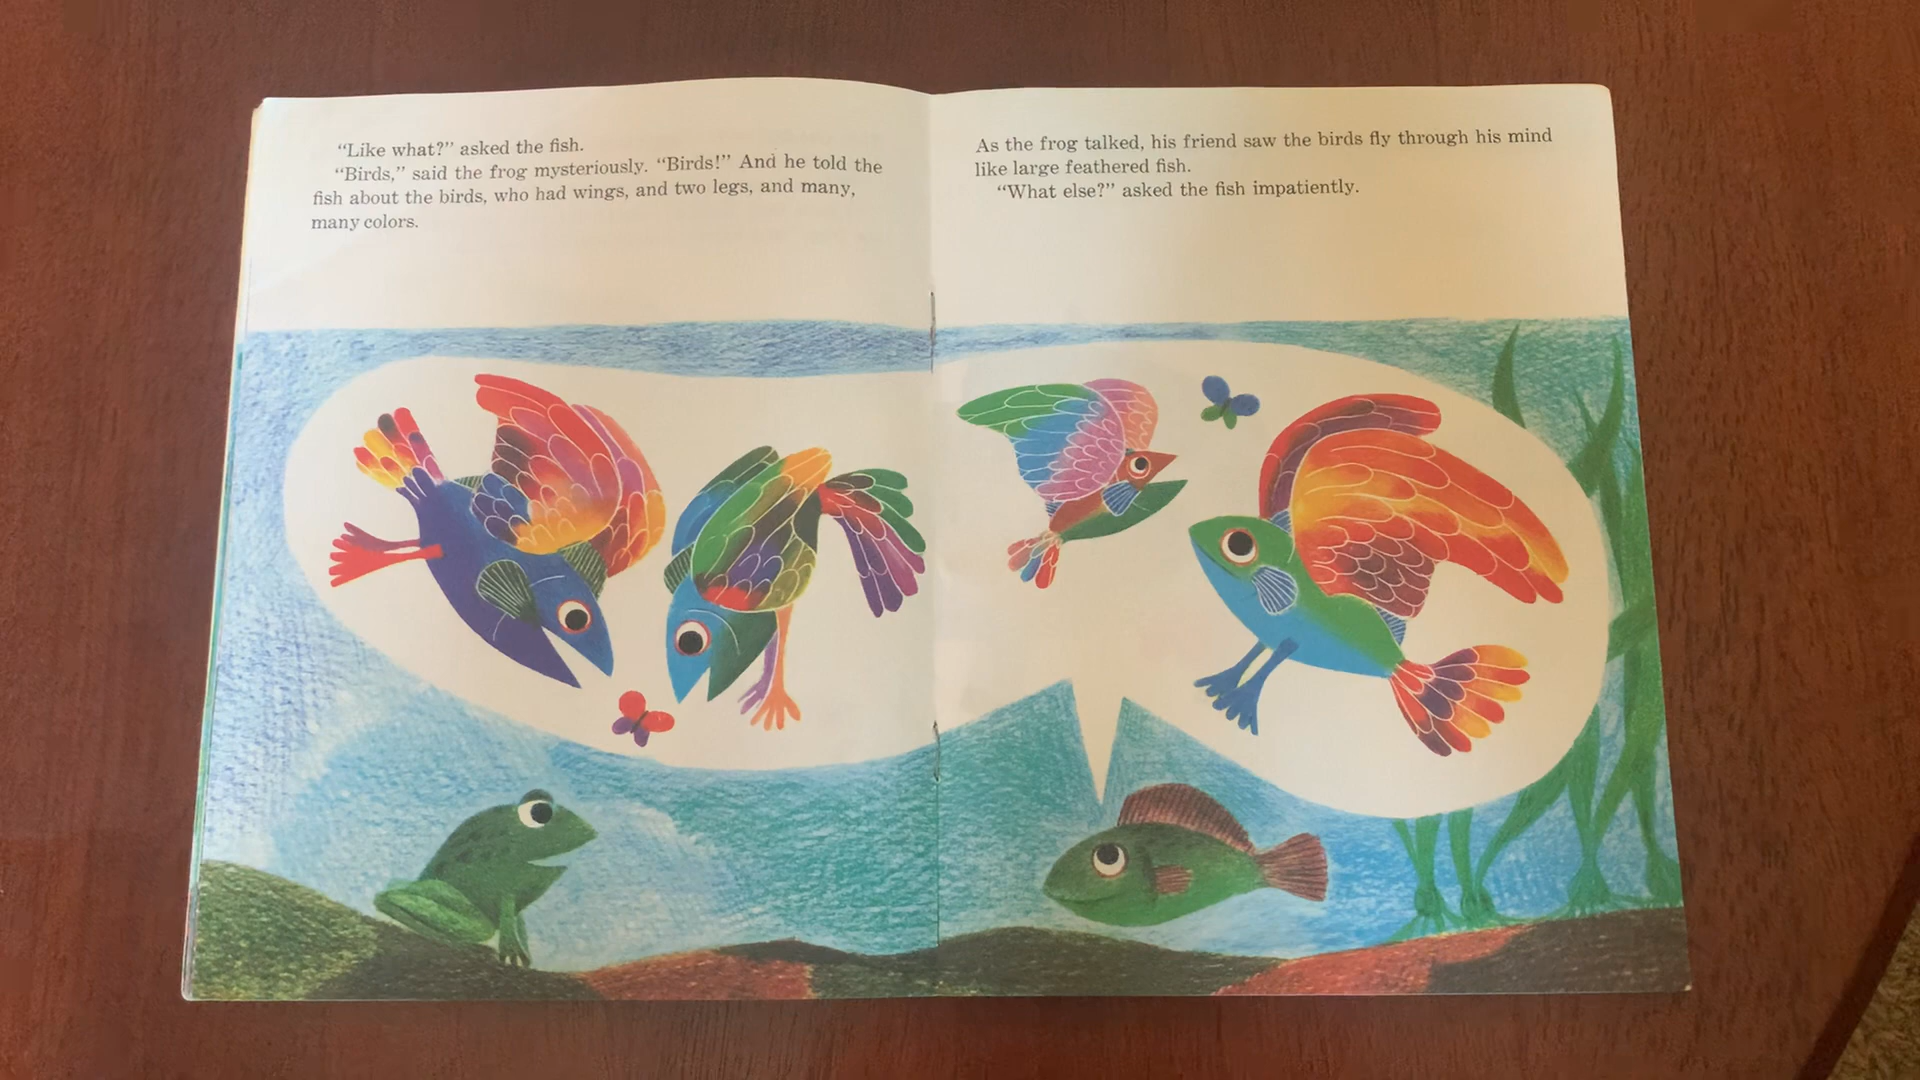 “Like what?” asked the fish.
“Birds,” said the frog mysteriously. “Birds!” And he told the
fish about the birds, who had wings, and two legs, and many,
many colors.
As the frog talked, his friend saw the birds fly through his mind
like large feathered fish.
“What else?” asked the fish impatiently.